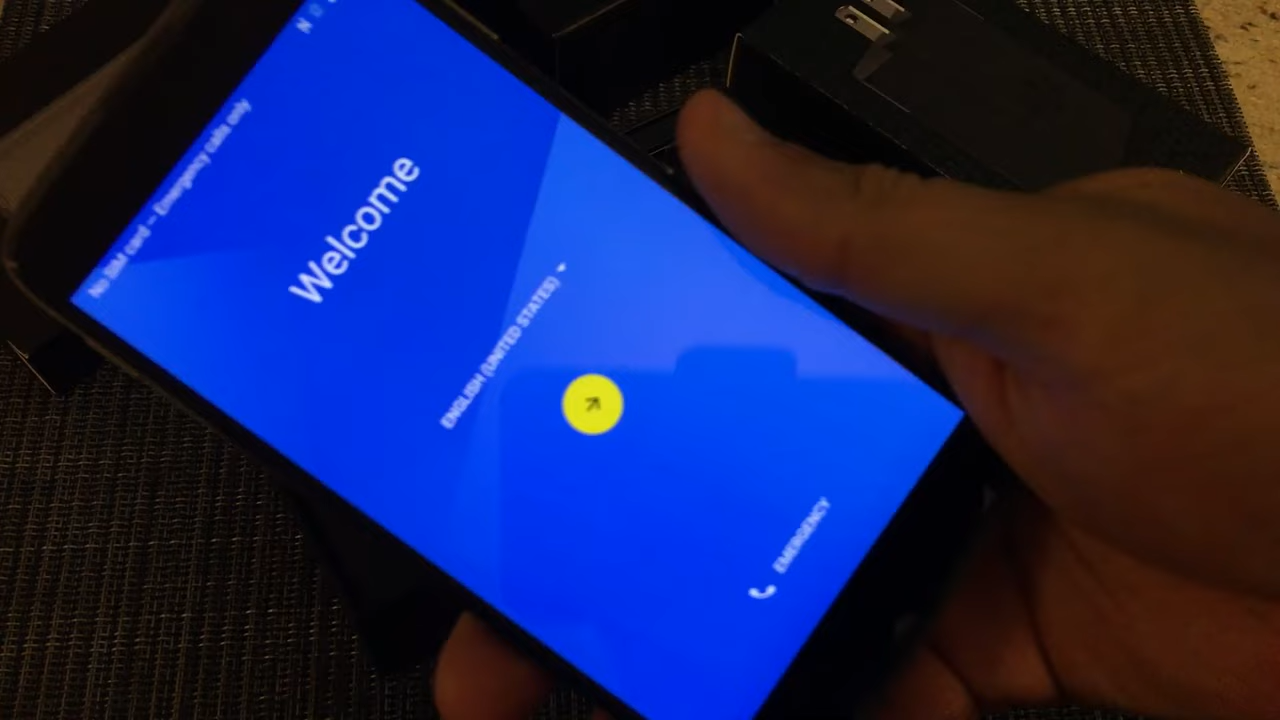 No SIM card – Emergency calls only
Welcome
ENGLISH (UNITED STATES)
EMERGENCY